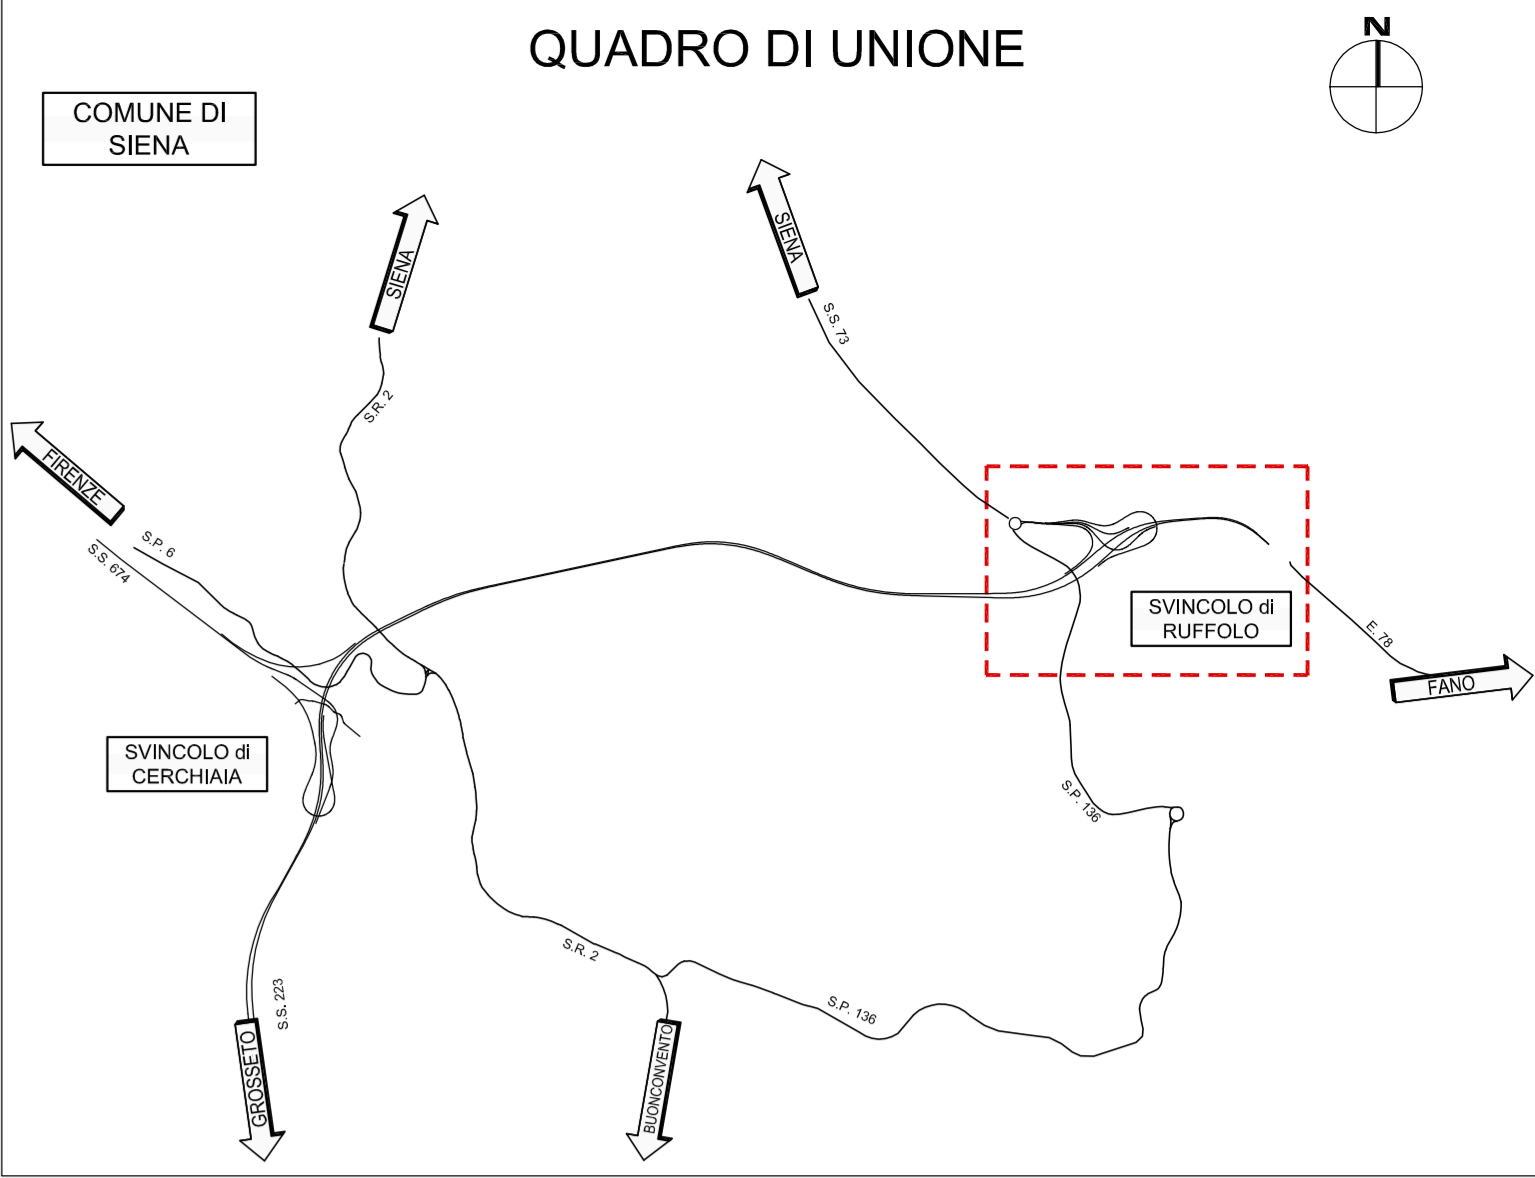 QUADRO DI UNIONE
N
COMUNE DI
SIENA
SIENA
SIENA
S.S. 73
S.R. 2
FIRENZE
S.P. 6
S.S. 674
SVINCOLO di
RUFFOLO
E. 78
FANO
SVINCOLO di
CERCHIAIA
S.P. 136
S.R. 2
S.P. 136
S.S. 223
GROSSETO
BUONCONVENTO